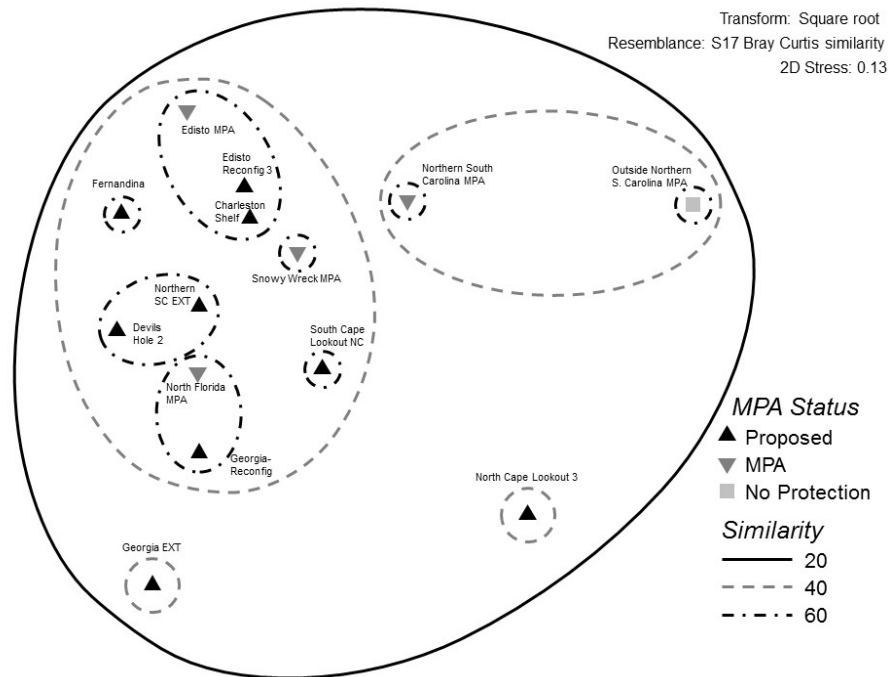 Transform: Square root
Resemblance: S17 Bray Curtis similarity
2D Stress: 0.13
Edisto MPA
Edisto
Reconfig 3
Fernandina
Charleston
Shelf
Northern South
Carolina MPA
Outside Northern
S. Carolina MPA
Snowy Wreck MPA
Northern
SC EXT
Devils
Hole 2
South Cape
Lookout NC
North Florida
MPA
Georgia-
Reconfig
North Cape Lookout 3
Georgia EXT
MPA Status
Proposed
MPA
No Protection
Similarity
20
40
60